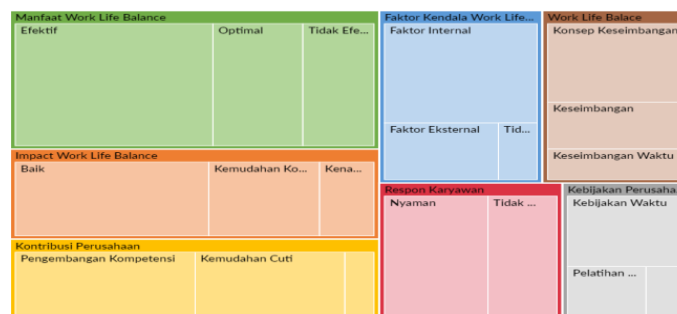 Manfaat Work Life Balance
Efektif
Optimal
Tidak Efe...
Impact Work Life Balance
Baik
Kemudahan Ko...
Kena...
Kontribusi Perusahaan
Pengembangan Kompetensi
Kemudahan Cuti
Faktor Kendala Work Life...
Faktor Internal
Faktor Eksternal
Tid...
Work Life Balace
Konsep Keseimbangan
Keseimbangan
Keseimbangan Waktu
Respon Karyawan
Nyaman
Tidak ...
Kebijakan Perusaha
Kebijakan Waktu
Pelatihan ...